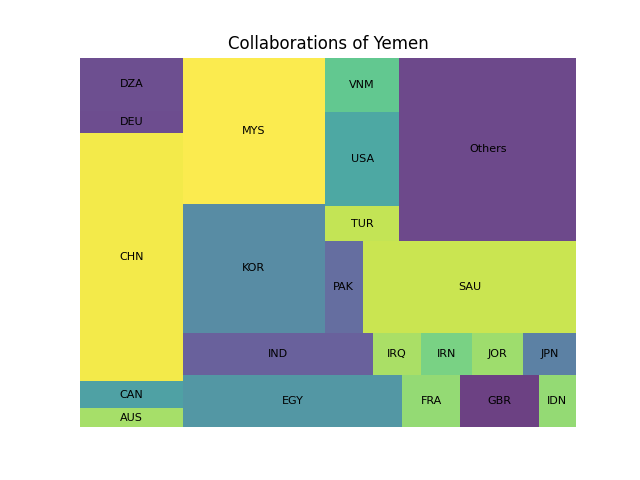 Collaborations of Yemen
DZA
DEU
CHN
CAN
AUS
MYS
KOR
IND
EGY
VNM
USA
TUR
PAK
Others
SAU
IRQ
IRN
JOR
JPN
FRA
GBR
IDN